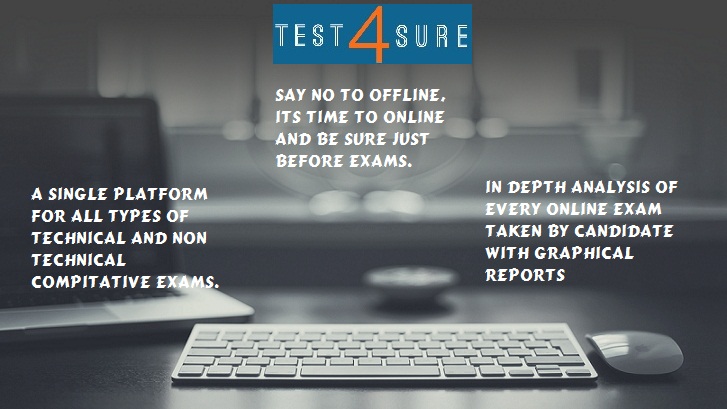 TEST4SURE
SAY NO TO OFFLINE,
ITS TIME TO ONLINE
AND BE SURE JUST
BEFORE EXAMS.
A SINGLE PLATFORM
FOR ALL TYPES OF
TECHNICAL AND NON
TECHNICAL
COMPITATIVE EXAMS.
IN DEPTH ANALYSIS OF
EVERY ONLINE EXAM
TAKEN BY CANDIDATE
WITH GRAPHICAL
REPORTS